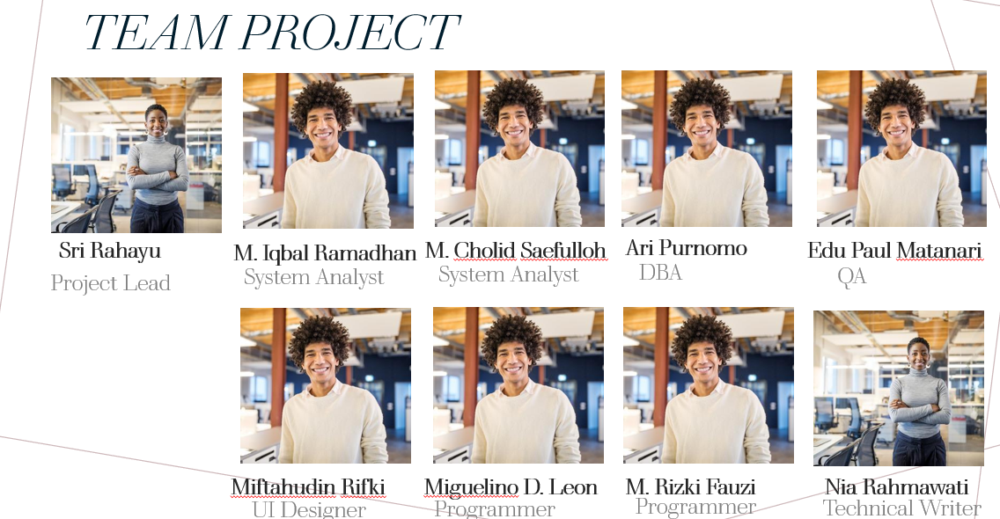 TEAM PROJECT
Sri Rahayu
Project Lead
M. Iqbal Ramadhan
System Analyst
M. Cholid Saefulloh
System Analyst
Ari Purnomo
DBA
Edu Paul Matanari
QA
Miftahudin Rifki
UI Designer
Miguelino D. Leon
Programmer
M. Rizki Fauzi
Programmer
Nia Rahmawati
Technical Writer